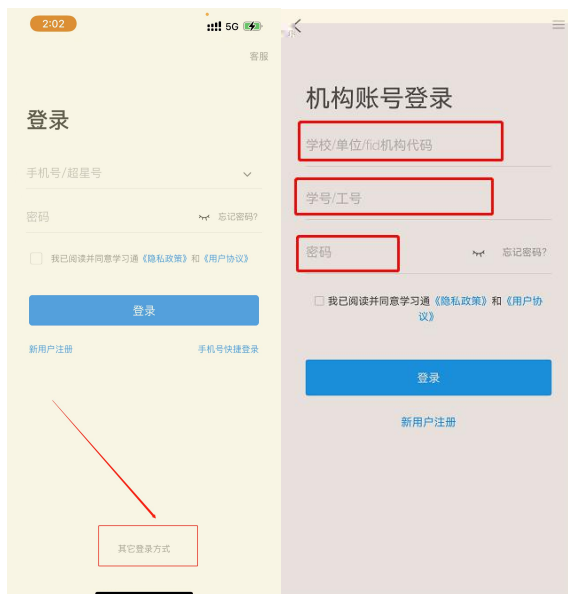 2:02
5G
客服
登录
手机号/超星号
密码
忘记密码?
我已阅读并同意学习通《隐私政策》和《用户协议》
登录
新用户注册
手机号快捷登录
其它登录方式
机构账号登录
学校/单位/fid机构代码
学号/工号
密码
忘记密码?
我已阅读并同意学习通《隐私政策》和《用户协
议》
登录
新用户注册